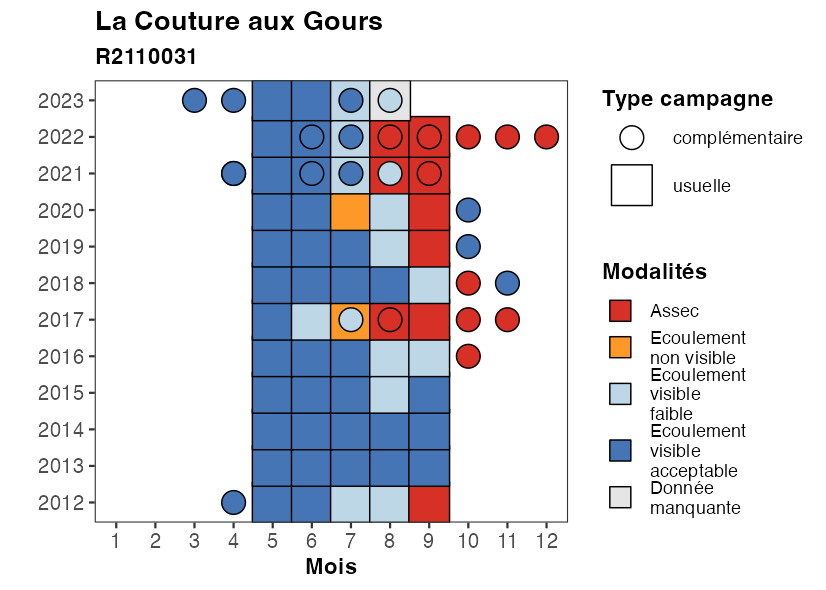 La Couture aux Gours
R2110031
2023
2022
2021
2020
2019
2018
2017
2016
2015
2014
2013
2012
1 2 3 4 5 6 7 8 9 10 11 12
Mois
Type campagne
complémentaire
usuelle
Modalités
Assec
Ecoulement
non visible
Ecoulement
visible
faible
Ecoulement
visible
acceptable
Donnée
manquante